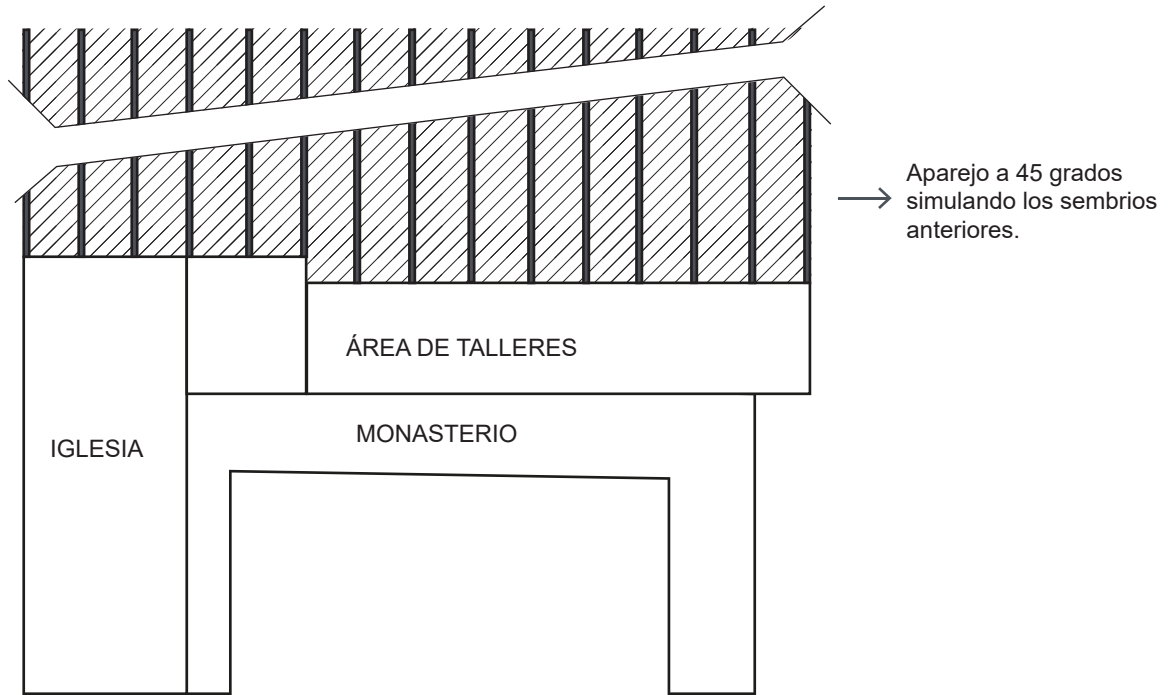 Aparejo a 45 grados
simulando los sembrios
anteriores.
ÁREA DE TALLERES
MONASTERIO
IGLESIA